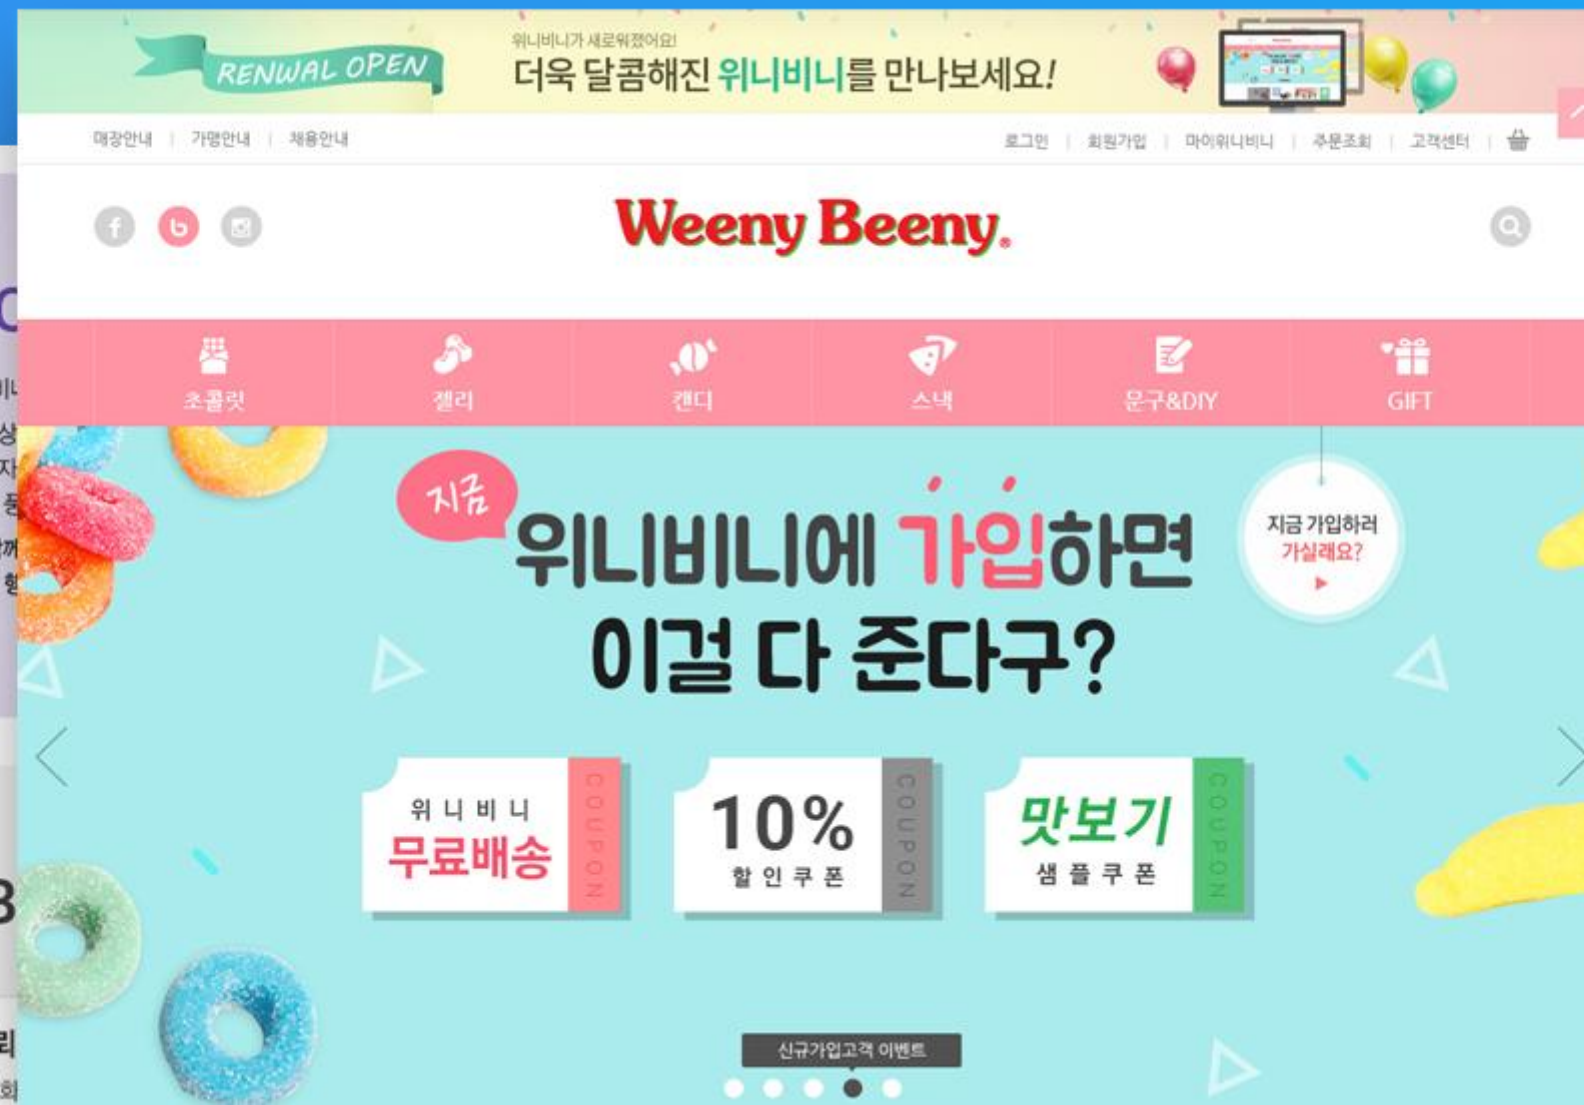 RENWAL OPEN
위니비니가 새로워졌어요!
더욱 달콤해진 위니비니를 만나보세요!
매장안내 | 가맹안내 | 채용안내
로그인 | 회원가입 | 마이위니비니 | 주문조회 | 고객센터 |
Weeny Beeny®
초콜릿 젤리 캔디 스낵 문구&DIY GIFT
지금
위니비니에 가입하면
이걸 다 준다구?
지금 가입하러
가실래요?
위니비니
무료배송
COUPON
10%
할인쿠폰
COUPON
맛보기
샘플쿠폰
COUPON
신규가입고객 이벤트